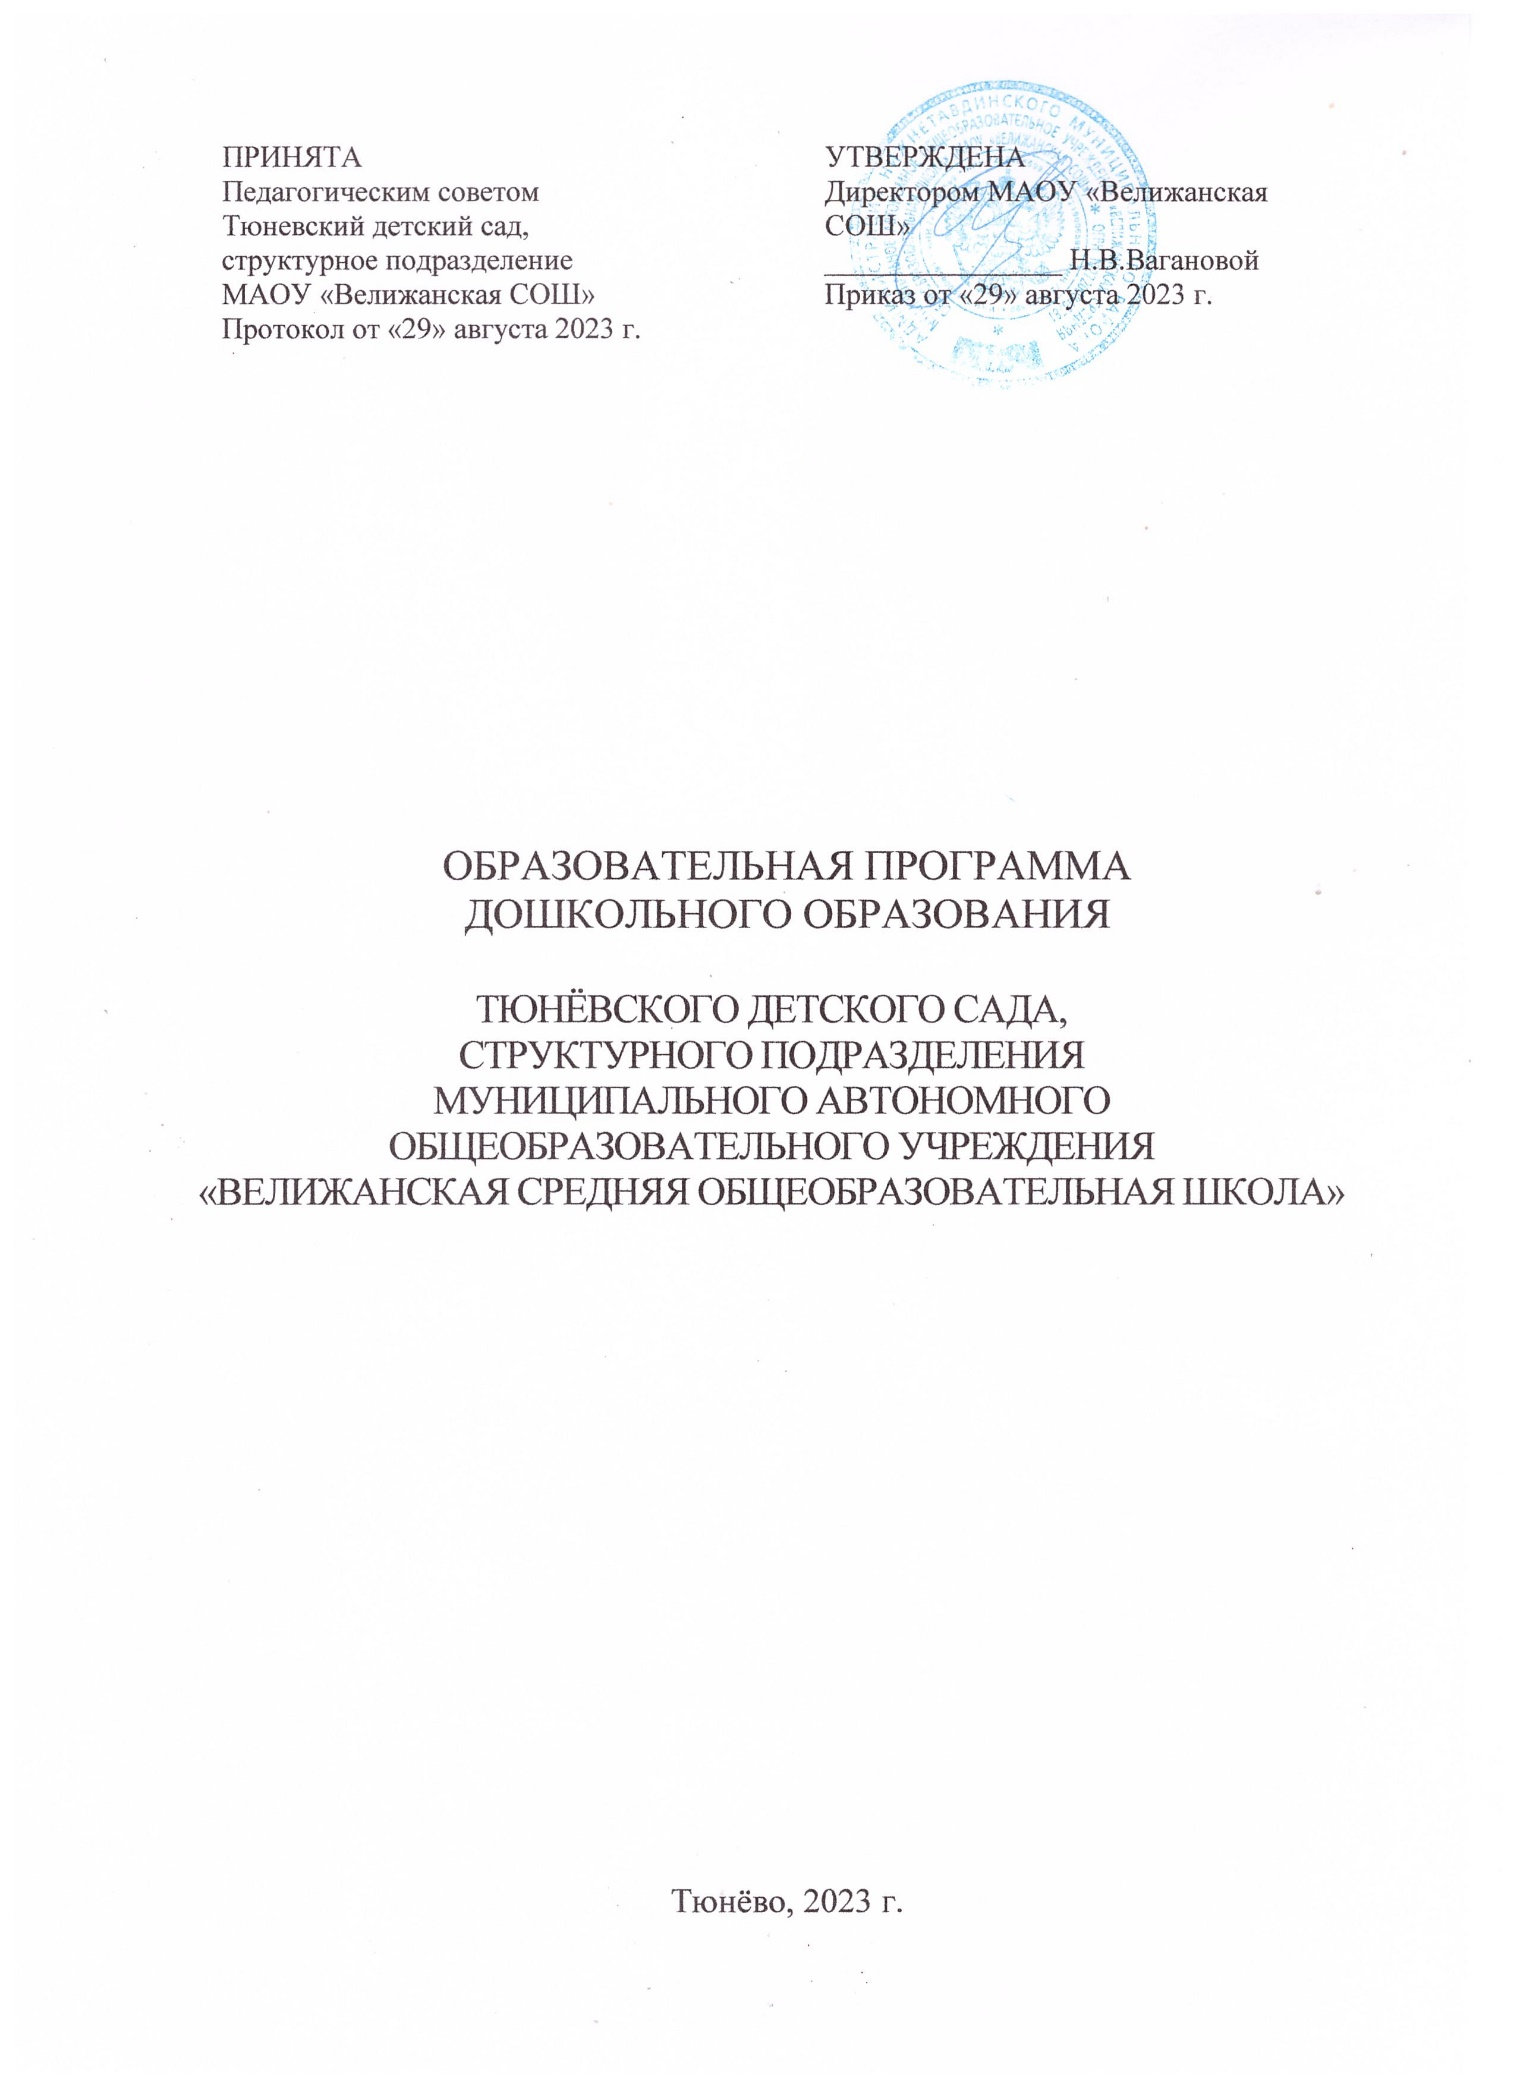 ПРИНЯТА
Педагогическим советом
Тюневский детский сад,
структурное подразделение
МАОУ «Велижанская СОШ»
Протокол от «29» августа 2023 г.
УТВЕРЖДЕНА
Директором МАОУ «Велижанская
СОШ»
_________________ Н.В.Вагановой
Приказ от «29» августа 2023 г.
ОБРАЗОВАТЕЛЬНАЯ ПРОГРАММА
ДОШКОЛЬНОГО ОБРАЗОВАНИЯ
ТЮНЁВСКОГО ДЕТСКОГО САДА,
СТРУКТУРНОГО ПОДРАЗДЕЛЕНИЯ
МУНИЦИПАЛЬНОГО АВТОНОМНОГО
ОБЩЕОБРАЗОВАТЕЛЬНОГО УЧРЕЖДЕНИЯ
«ВЕЛИЖАНСКАЯ СРЕДНЯЯ ОБЩЕОБРАЗОВАТЕЛЬНАЯ ШКОЛА»
Тюнёво, 2023 г.